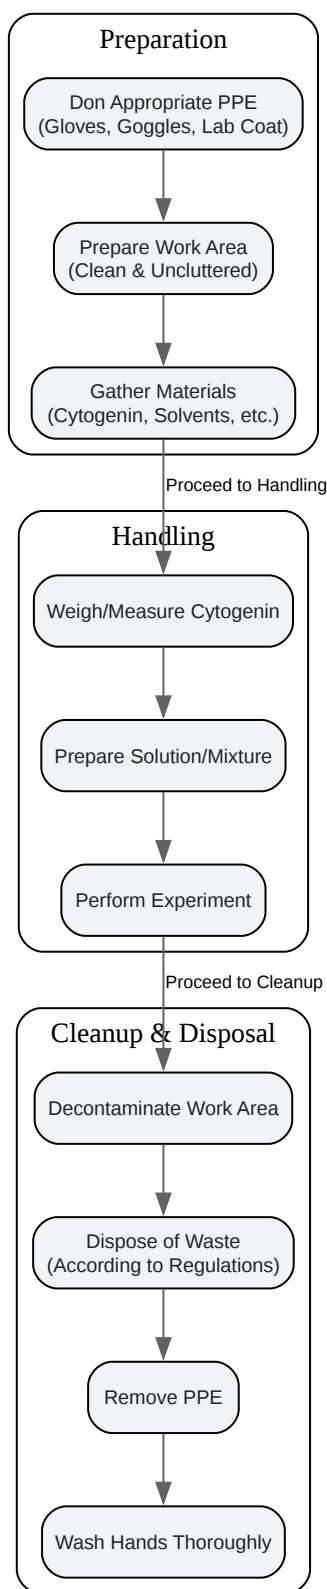 Preparation
Don Appropriate PPE
(Gloves, Goggles, Lab Coat)
Prepare Work Area
(Clean & Uncluttered)
Gather Materials
(Cytogenin, Solvents, etc.)
Proceed to Handling
Handling
Weigh/Measure Cytogenin
Prepare Solution/Mixture
Perform Experiment
Proceed to Cleanup
Cleanup & Disposal
Decontaminate Work Area
Dispose of Waste
(According to Regulations)
Remove PPE
Wash Hands Thoroughly